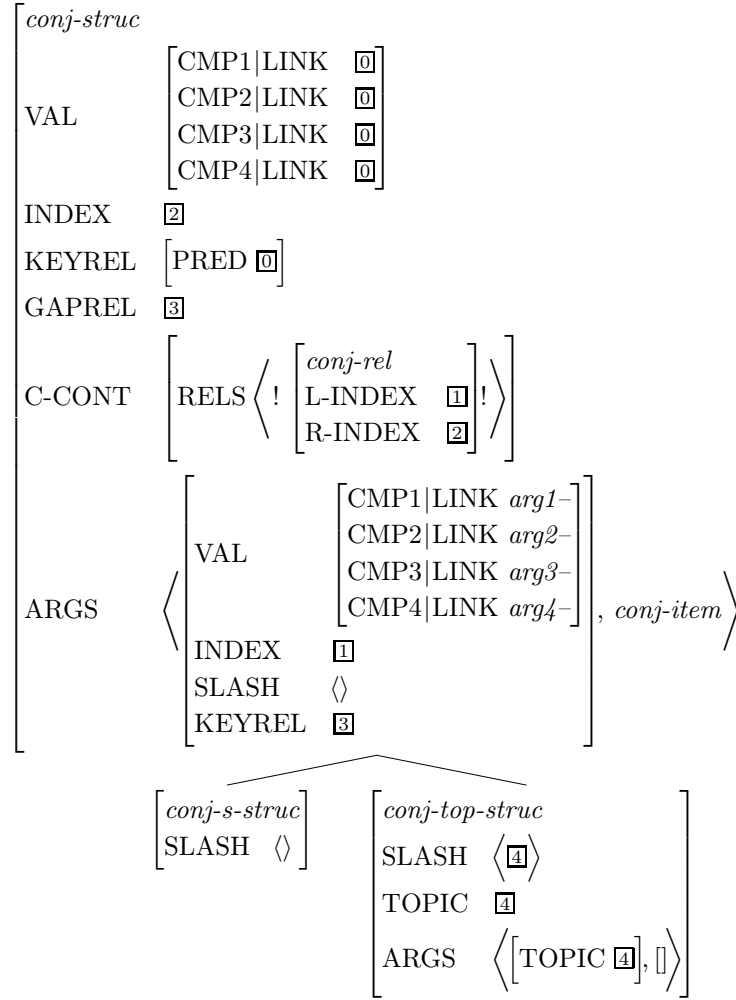 conj-struc
VAL
CMP1|LINK 0
CMP2|LINK 0
CMP3|LINK 0
CMP4|LINK 0
INDEX 2
KEYREL [PRED 0]
GAPREL 3
C-CONT [RELS ⟨!
conj-rel
L-INDEX 1
R-INDEX 2
!⟩]
ARGS
VAL
CMP1|LINK arg1–
CMP2|LINK arg2–
CMP3|LINK arg3–
CMP4|LINK arg4–
INDEX 1
SLASH ⟨⟩
KEYREL 3
, conj-item
conj-s-struc
SLASH ⟨⟩
conj-top-struc
SLASH ⟨4⟩
TOPIC 4
ARGS ⟨[TOPIC 4], []⟩